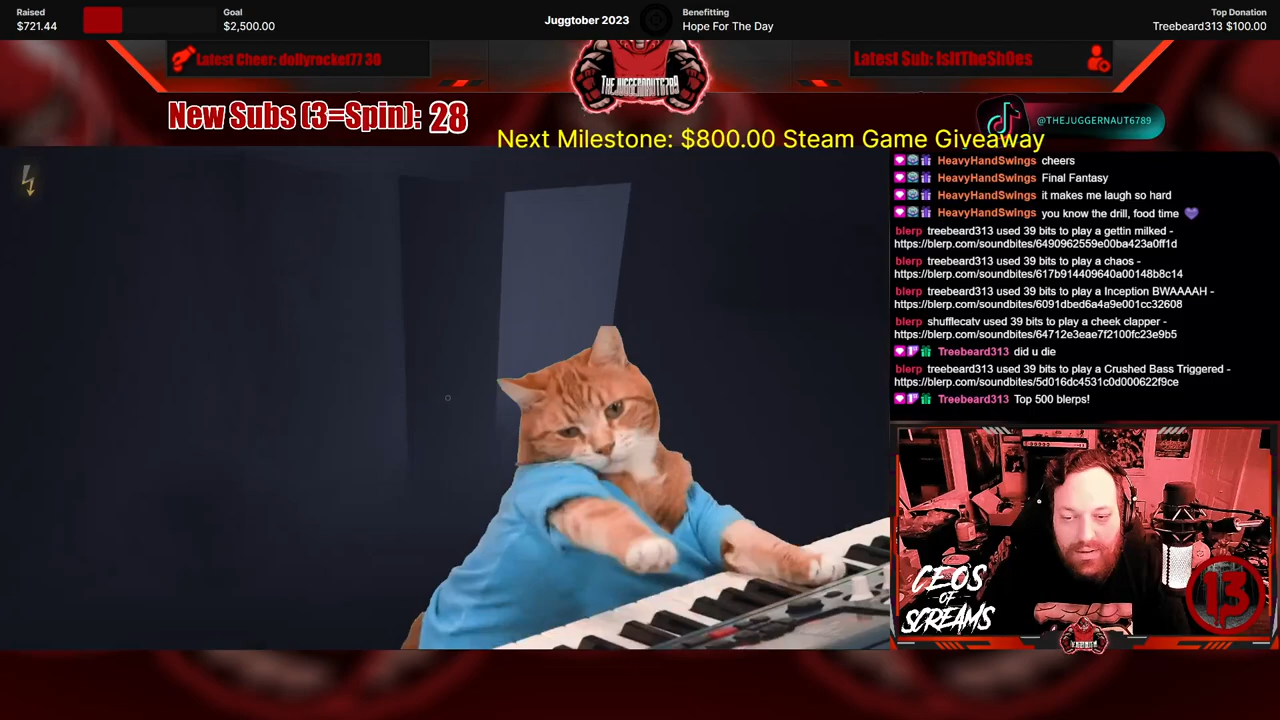 Raised
$721.44
Goal
$2,500.00
Juggtober 2023
Benefitting
Hope For The Day
Top Donation
Treebeard313 $100.00
Latest Cheer: dollyrocket77 30
THEJUGGERNAUT6789
Latest Sub: IsItTheSh0es
New Subs (3=Spin): 28
@THEJUGGERNAUT6789
Next Milestone: $800.00 Steam Game Giveaway
HeavyHandSwings cheers
HeavyHandSwings Final Fantasy
HeavyHandSwings it makes me laugh so hard
HeavyHandSwings you know the drill, food time
blerp treebeard313 used 39 bits to play a gettin milked -
https://blerp.com/soundbites/6490962559e00ba423a0ff1d
blerp treebeard313 used 39 bits to play a chaos -
https://blerp.com/soundbites/617b914409640a00148b8c14
blerp treebeard313 used 39 bits to play a Inception BWAAAAH -
https://blerp.com/soundbites/6091dbed6a4a9e001cc32608
blerp shufflecatv used 39 bits to play a cheek clapper -
https://blerp.com/soundbites/64712e3eae7f2100fc23e9b5
Treebeard313 did u die
blerp treebeard313 used 39 bits to play a Crushed Bass Triggered -
https://blerp.com/soundbites/5d016dc4531c0d000622f9ce
Treebeard313 Top 500 blerps!
CEOS
OF
SCREAMS
13